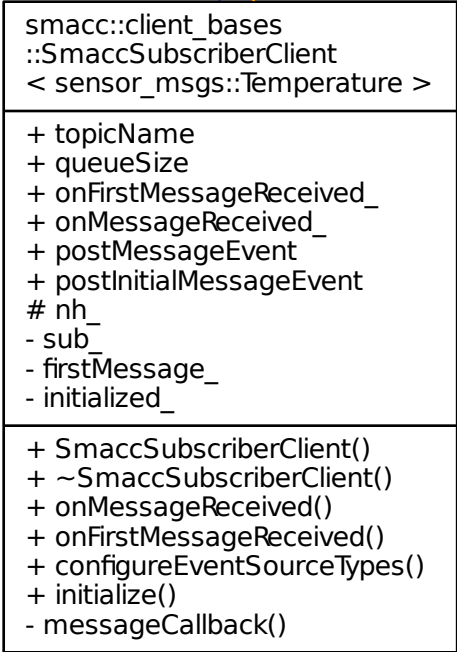 smacc::client_bases
::SmaccSubscriberClient
< sensor_msgs::Temperature >
+ topicName
+ queueSize
+ onFirstMessageReceived_
+ onMessageReceived_
+ postMessageEvent
+ postInitialMessageEvent
# nh_
- sub_
- firstMessage_
- initialized_
+ SmaccSubscriberClient()
+ ~SmaccSubscriberClient()
+ onMessageReceived()
+ onFirstMessageReceived()
+ configureEventSourceTypes()
+ initialize()
- messageCallback()